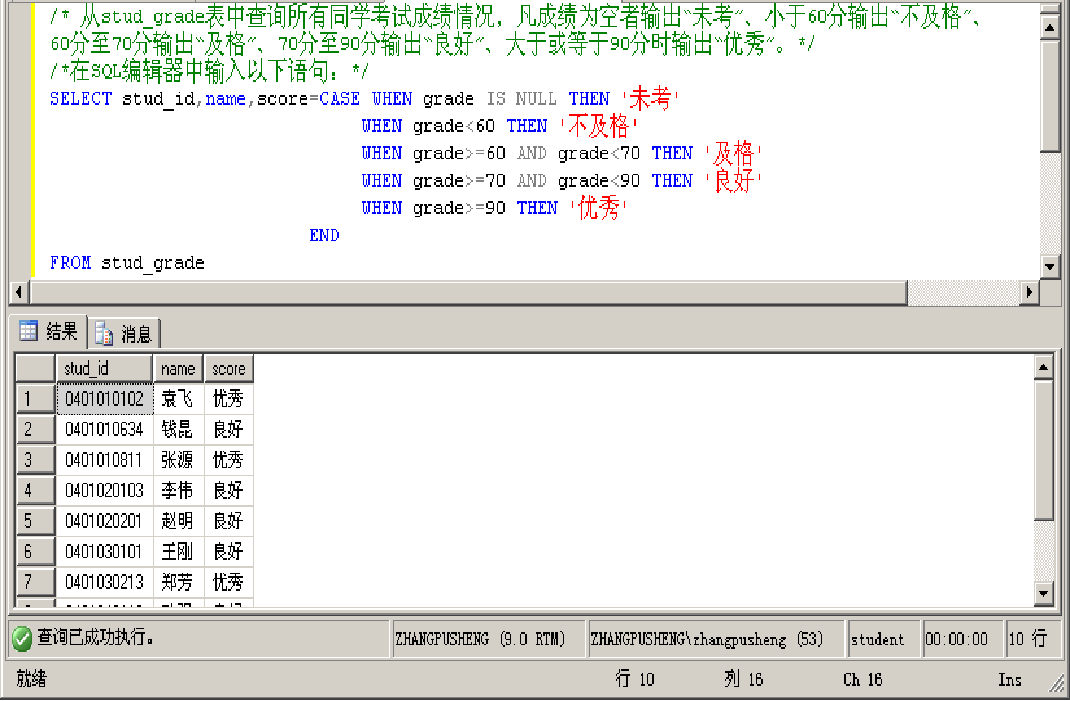 /* 从stud_grade表中查询所有同学考试成绩情况，凡成绩为空者输出“未考”、小于60分输出“不及格”、
60分至70分输出“及格”、70分至90分输出“良好”、大于或等于90分时输出“优秀”。*/
/*在SQL编辑器中输入以下语句：*/
SELECT stud_id,name,score=CASE WHEN grade IS NULL THEN '未考'
WHEN grade<60 THEN '不及格'
WHEN grade>=60 AND grade<70 THEN '及格'
WHEN grade>=70 AND grade<90 THEN '良好'
WHEN grade>=90 THEN '优秀'
END
FROM stud_grade
结果 消息
stud_id name score
1 0401010102 袁飞 优秀
2 0401010634 钱昆 良好
3 0401010811 张源 优秀
4 0401020103 李伟 良好
5 0401020201 赵明 良好
6 0401030101 王刚 良好
7 0401030213 郑芳 优秀
查询已成功执行。 ZHANGPUSHENG (9.0 RTM) ZHANGPUSHENG\zhangpusheng (53) student 00:00:00 10 行
就绪 行 10 列 16 Ch 16 Ins